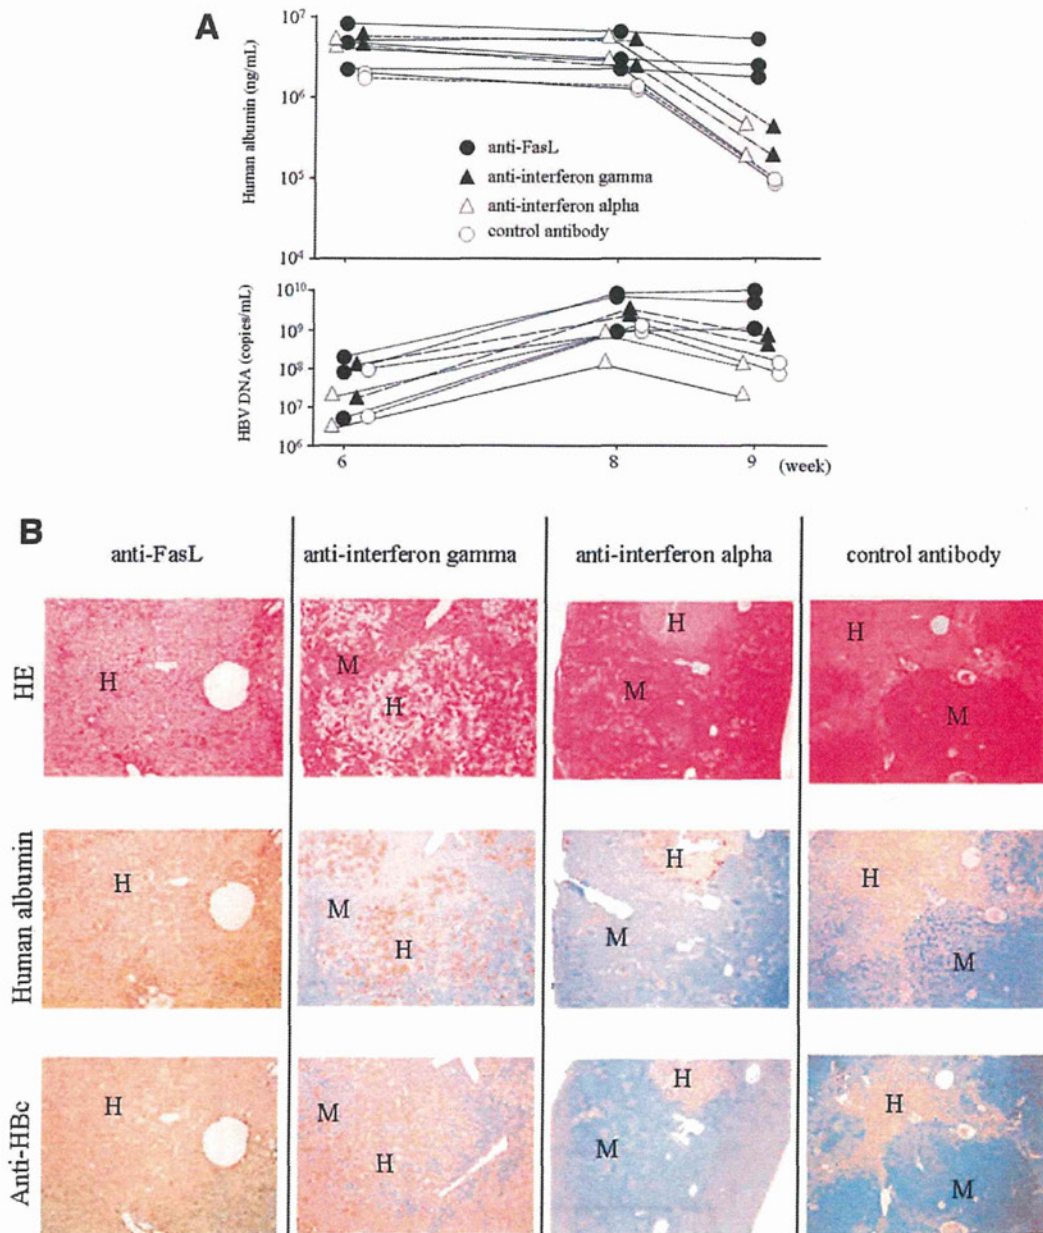 A
Human albumin (ng/mL)
10⁷
10⁶
10⁵
10⁴
anti-FasL
anti-interferon gamma
anti-interferon alpha
control antibody
HBV DNA (copies/mL)
10¹⁰
10⁹
10⁸
10⁷
10⁶
6
8
9
(week)
B
anti-FasL
anti-interferon gamma
anti-interferon alpha
control antibody
HE
H
M
H
H
M
H
M
Human albumin
H
M
H
H
M
H
M
Anti-HBc
H
M
H
H
M
H
M